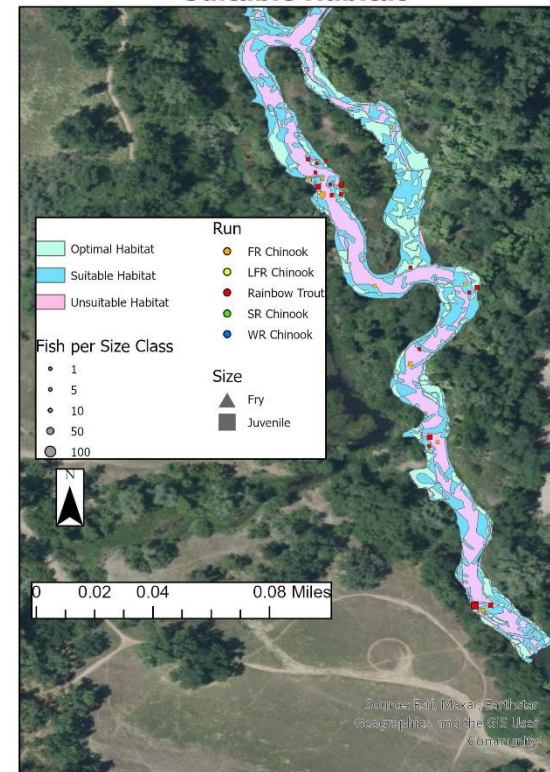 Suitable Habitat
Optimal Habitat
Suitable Habitat
Unsuitable Habitat
Fish per Size Class
1
5
10
50
100
Run
FR Chinook
LFR Chinook
Rainbow Trout
SR Chinook
WR Chinook
Size
Fry
Juvenile
N
0 0.02 0.04 0.08 Miles
Source: Esri, Maxar, Earthstar
Geographics, and the GIS User
Community